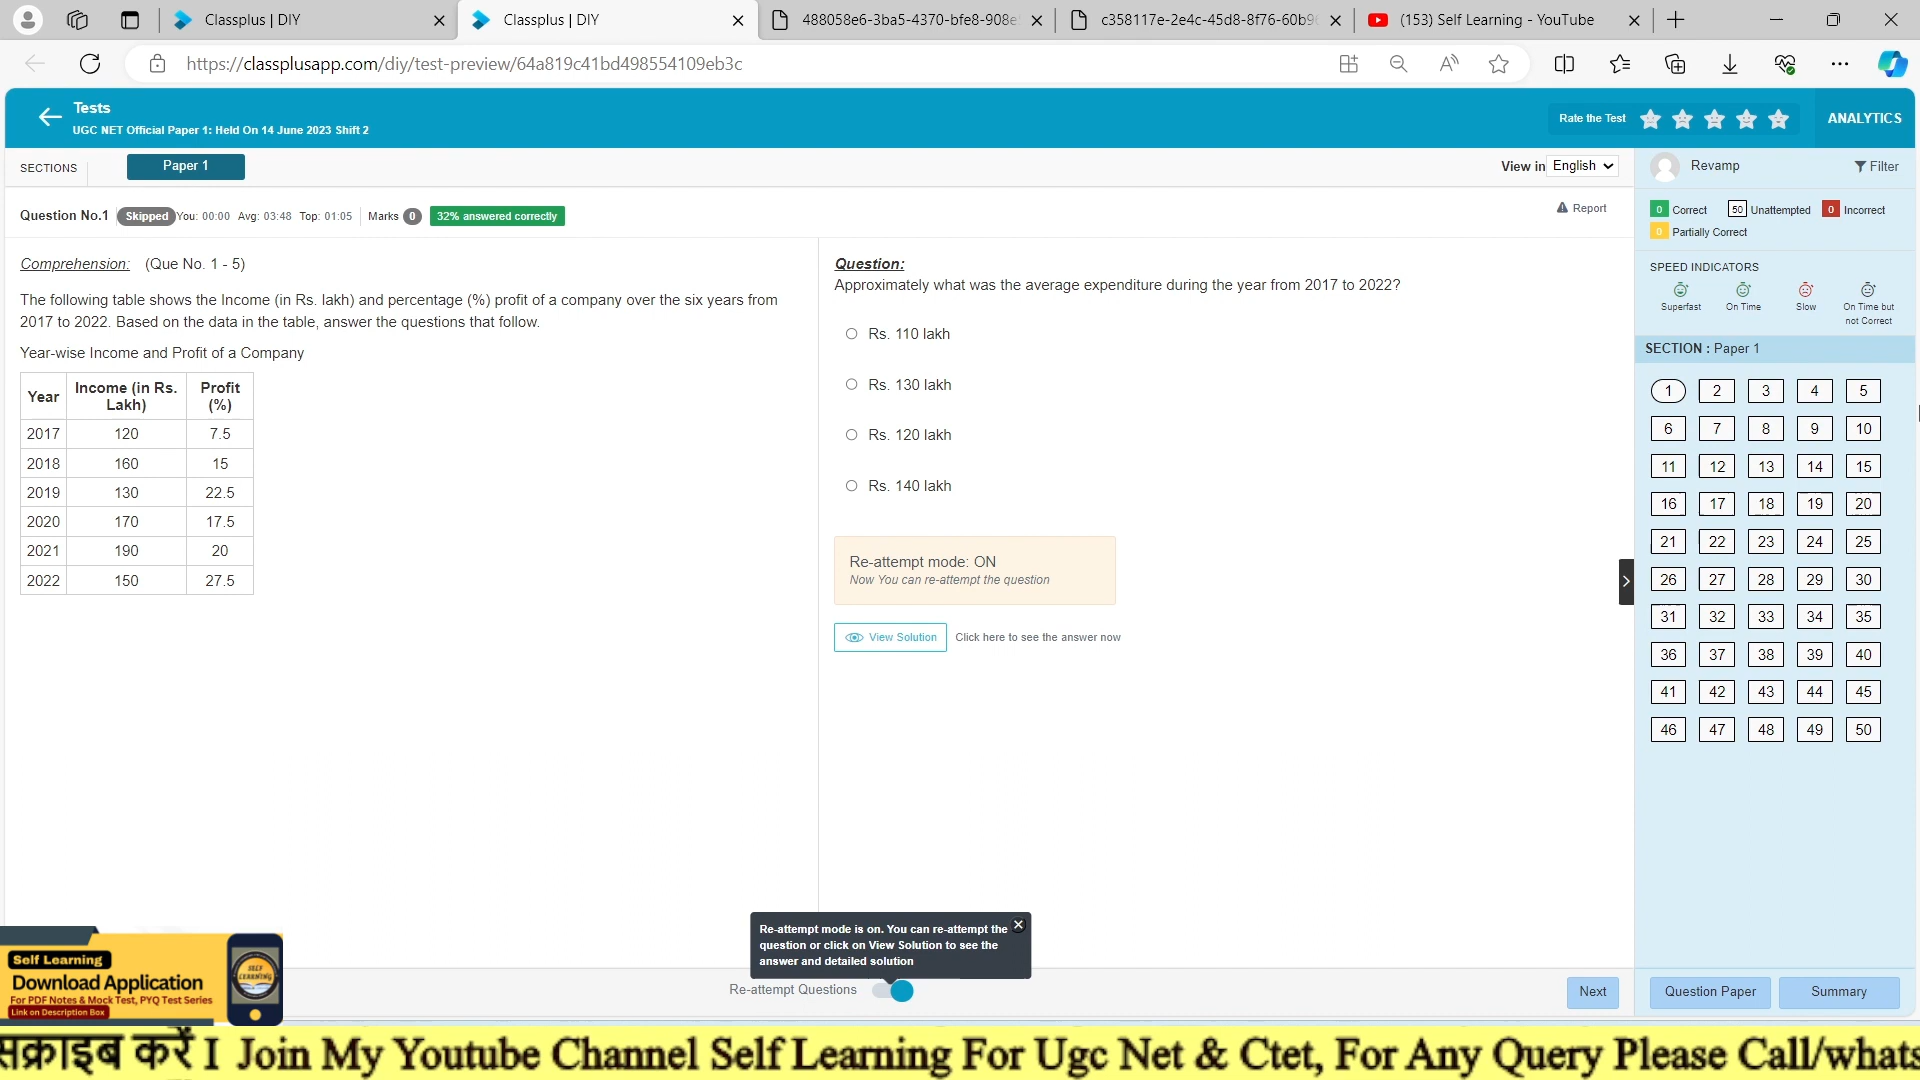 Classplus | DIY
Classplus | DIY
488058e6-3ba5-4370-bfe8-908e
c358117e-2e4c-45d8-8f76-60b9
(153) Self Learning - YouTube
https://classplusapp.com/diy/test-preview/64a819c41bd498554109eb3c
Tests
UGC NET Official Paper 1: Held On 14 June 2023 Shift 2
Rate the Test
ANALYTICS
SECTIONS
Paper 1
View in English
Revamp
Filter
Question No.1 Skipped You: 00:00 Avg: 03:48 Top: 01:05 Marks 0 32% answered correctly
Report
0 Correct 50 Unattempted 0 Incorrect
0 Partially Correct
Comprehension: (Que No. 1 - 5)
The following table shows the Income (in Rs. lakh) and percentage (%) profit of a company over the six years from
2017 to 2022. Based on the data in the table, answer the questions that follow.
Year-wise Income and Profit of a Company
Year Income (in Rs. Lakh) Profit (%)
2017 120 7.5
2018 160 15
2019 130 22.5
2020 170 17.5
2021 190 20
2022 150 27.5
Question:
Approximately what was the average expenditure during the year from 2017 to 2022?
Rs. 110 lakh
Rs. 130 lakh
Rs. 120 lakh
Rs. 140 lakh
Re-attempt mode: ON
Now You can re-attempt the question
View Solution Click here to see the answer now
SPEED INDICATORS
Superfast On Time Slow On Time but not Correct
SECTION : Paper 1
1 2 3 4 5
6 7 8 9 10
11 12 13 14 15
16 17 18 19 20
21 22 23 24 25
26 27 28 29 30
31 32 33 34 35
36 37 38 39 40
41 42 43 44 45
46 47 48 49 50
Re-attempt mode is on. You can re-attempt the
question or click on View Solution to see the
answer and detailed solution
Re-attempt Questions
Next
Question Paper
Summary
Self Learning
Download Application
For PDF Notes & Mock Test, PYQ Test Series
Link on Description Box
SELF LEARNING
सक्राइब करें I Join My Youtube Channel Self Learning For Ugc Net & Ctet, For Any Query Please Call/whats